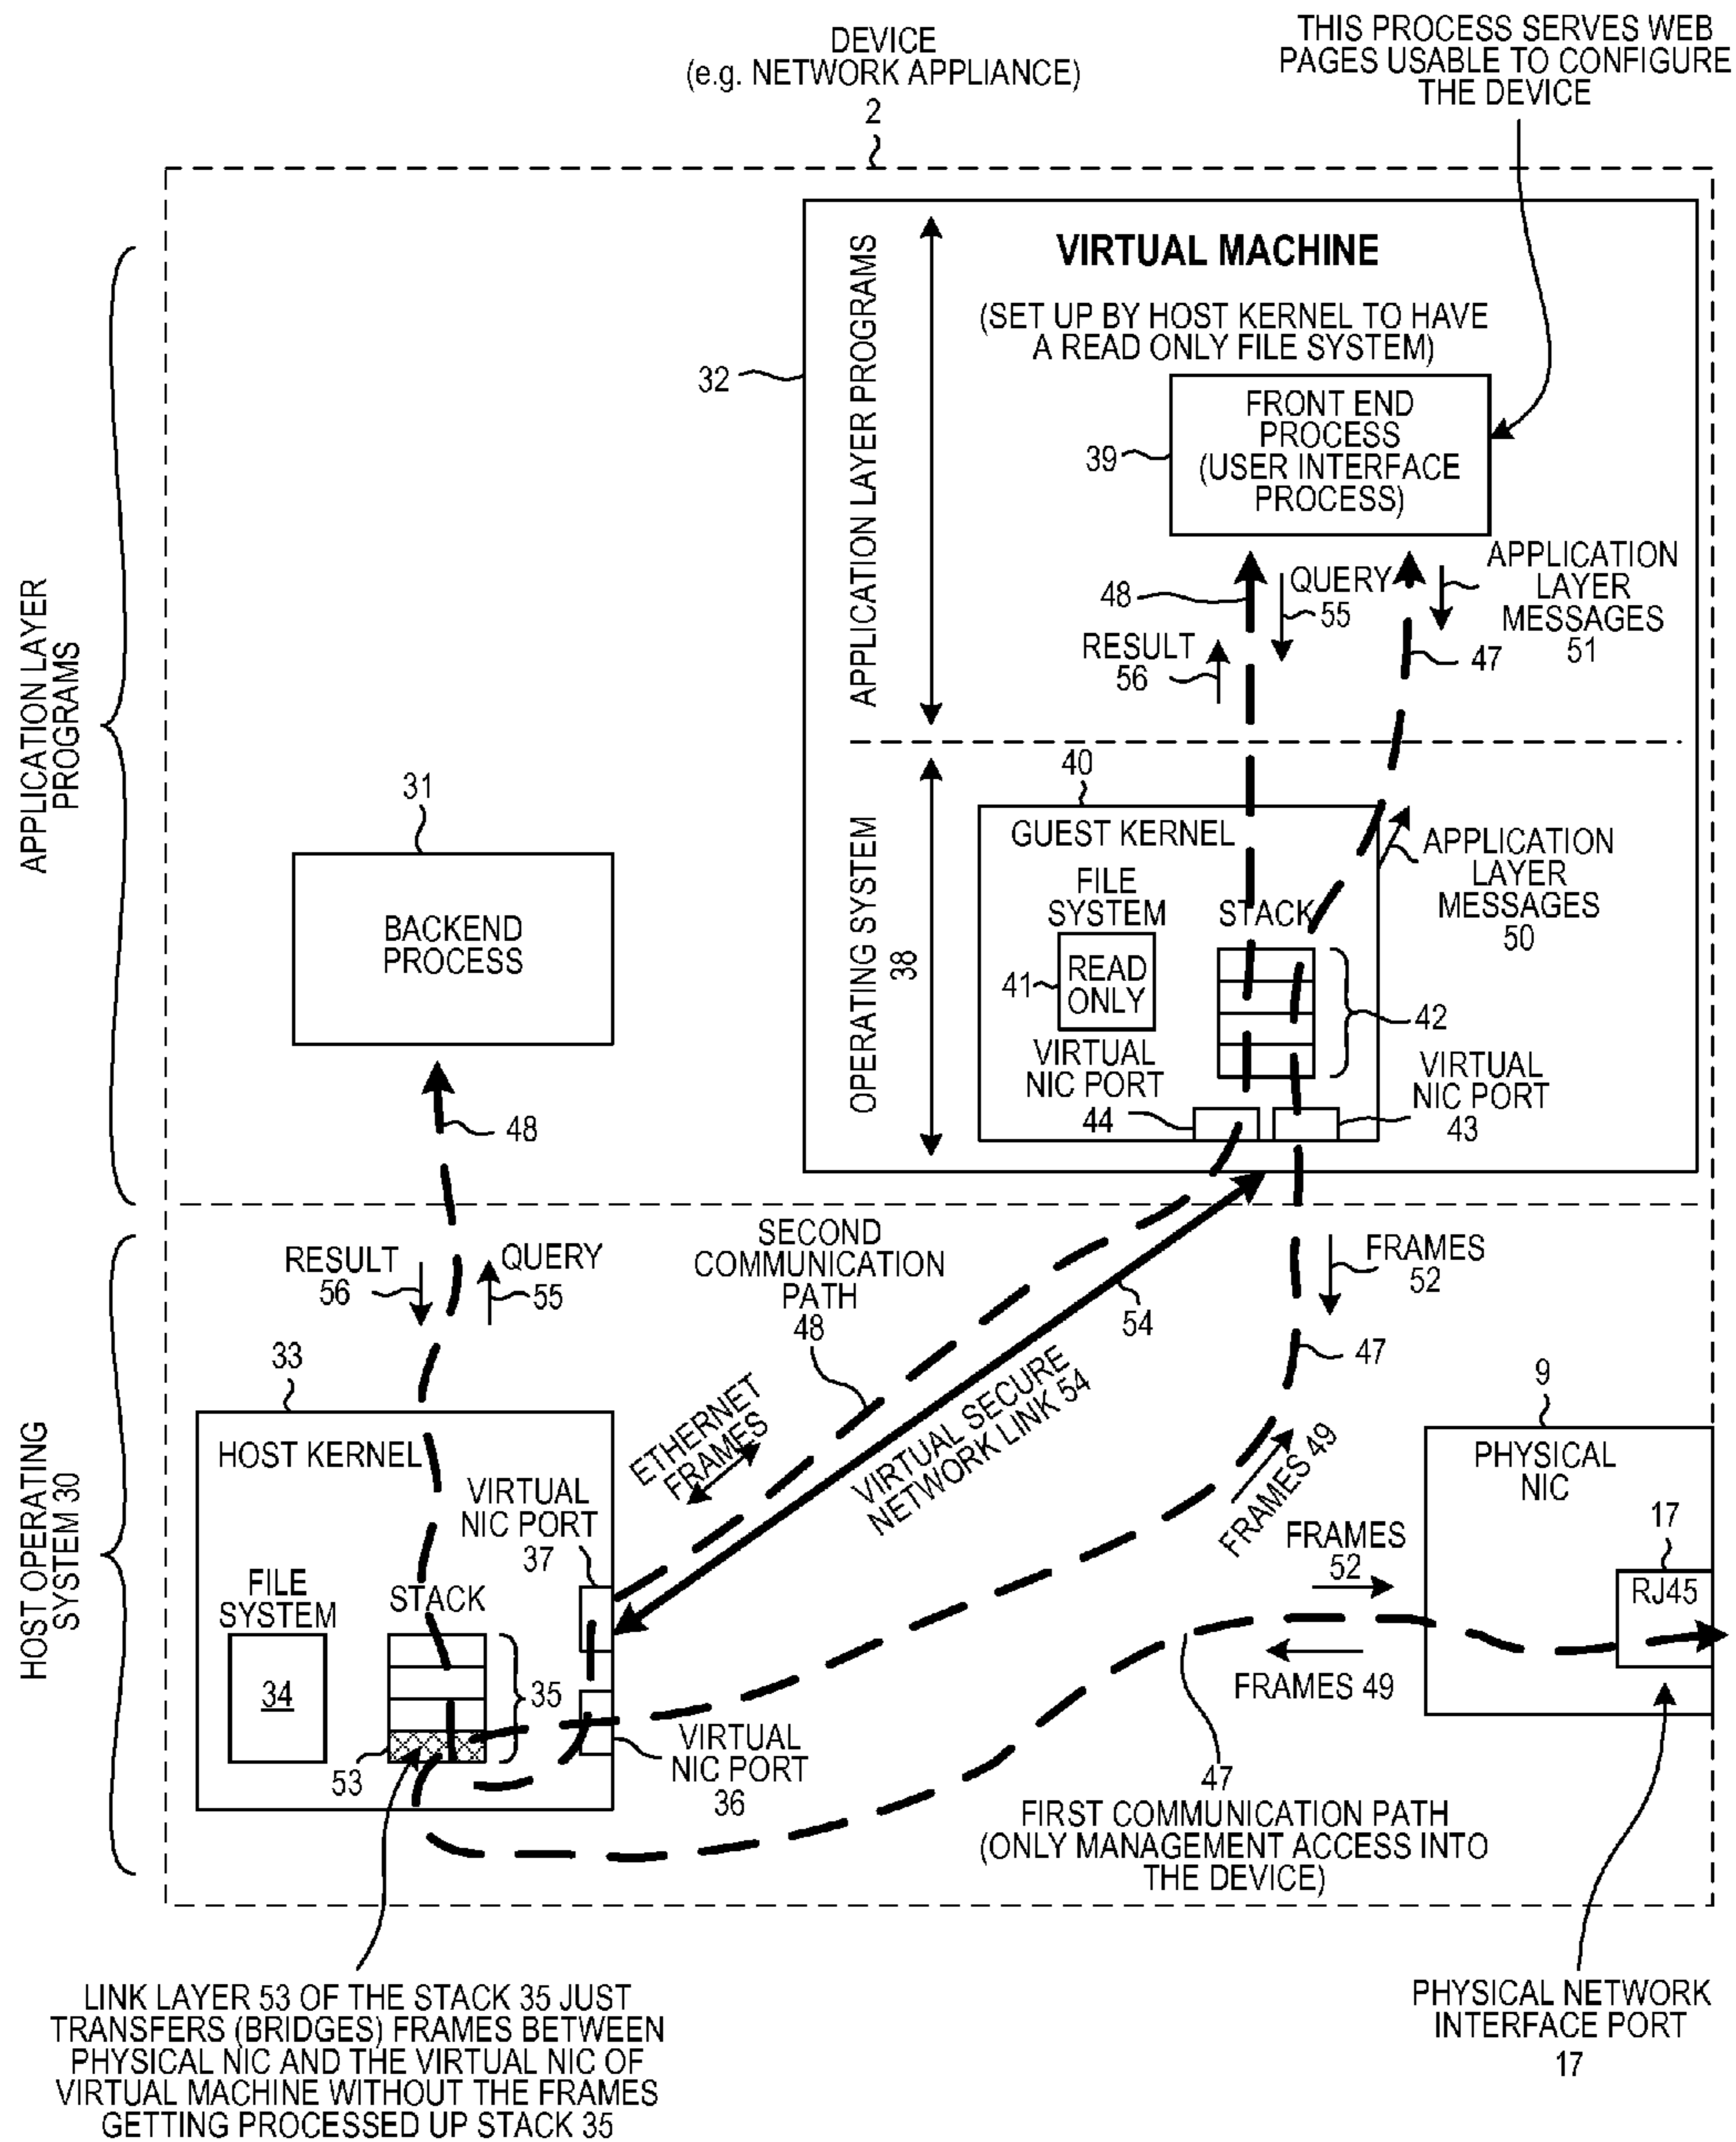 DEVICE
(e.g. NETWORK APPLIANCE)
2
THIS PROCESS SERVES WEB
PAGES USABLE TO CONFIGURE
THE DEVICE
APPLICATION LAYER
PROGRAMS
32
APPLICATION LAYER PROGRAMS
VIRTUAL MACHINE
(SET UP BY HOST KERNEL TO HAVE
A READ ONLY FILE SYSTEM)
39
FRONT END
PROCESS
(USER INTERFACE
PROCESS)
48
QUERY
55
RESULT
56
APPLICATION
LAYER
MESSAGES
51
47
OPERATING SYSTEM
38
40
GUEST KERNEL
FILE
SYSTEM
41
READ
ONLY
STACK
42
APPLICATION
LAYER
MESSAGES
50
VIRTUAL
NIC PORT
44
VIRTUAL
NIC PORT
43
31
BACKEND
PROCESS
48
HOST OPERATING
SYSTEM 30
RESULT
56
QUERY
55
SECOND
COMMUNICATION
PATH
48
54
FRAMES
52
47
33
HOST KERNEL
VIRTUAL
NIC PORT
37
FILE
SYSTEM
34
STACK
35
53
VIRTUAL
NIC PORT
36
ETHERNET
FRAMES
VIRTUAL SECURE
NETWORK LINK 54
FRAMES 49
9
PHYSICAL
NIC
17
RJ45
FRAMES
52
FRAMES 49
47
FIRST COMMUNICATION PATH
(ONLY MANAGEMENT ACCESS INTO
THE DEVICE)
LINK LAYER 53 OF THE STACK 35 JUST
TRANSFERS (BRIDGES) FRAMES BETWEEN
PHYSICAL NIC AND THE VIRTUAL NIC OF
VIRTUAL MACHINE WITHOUT THE FRAMES
GETTING PROCESSED UP STACK 35
PHYSICAL NETWORK
INTERFACE PORT
17